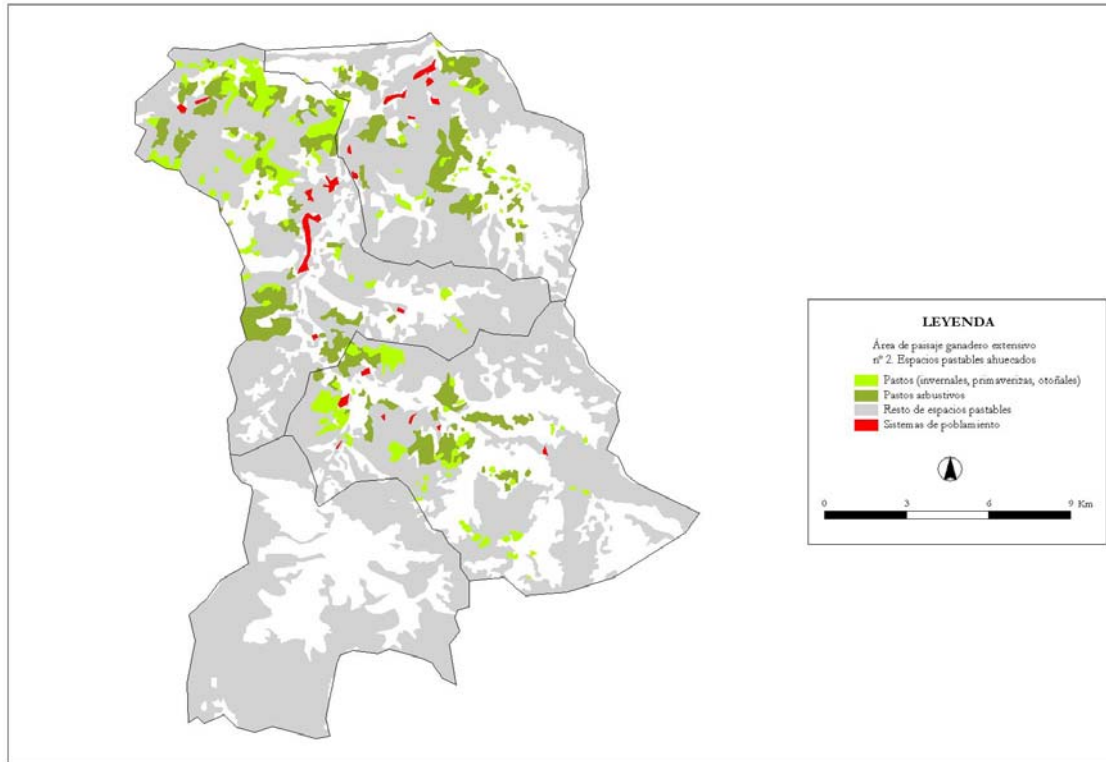 LEYENDA
Área de paisaje ganadero extensivo
nº 2. Espacios pastables ahuecados
Pastos (invernales, primaverizas, otoñales)
Pastos arbustivos
Resto de espacios pastables
Sistemas de poblamiento
0 3 6 9 Km